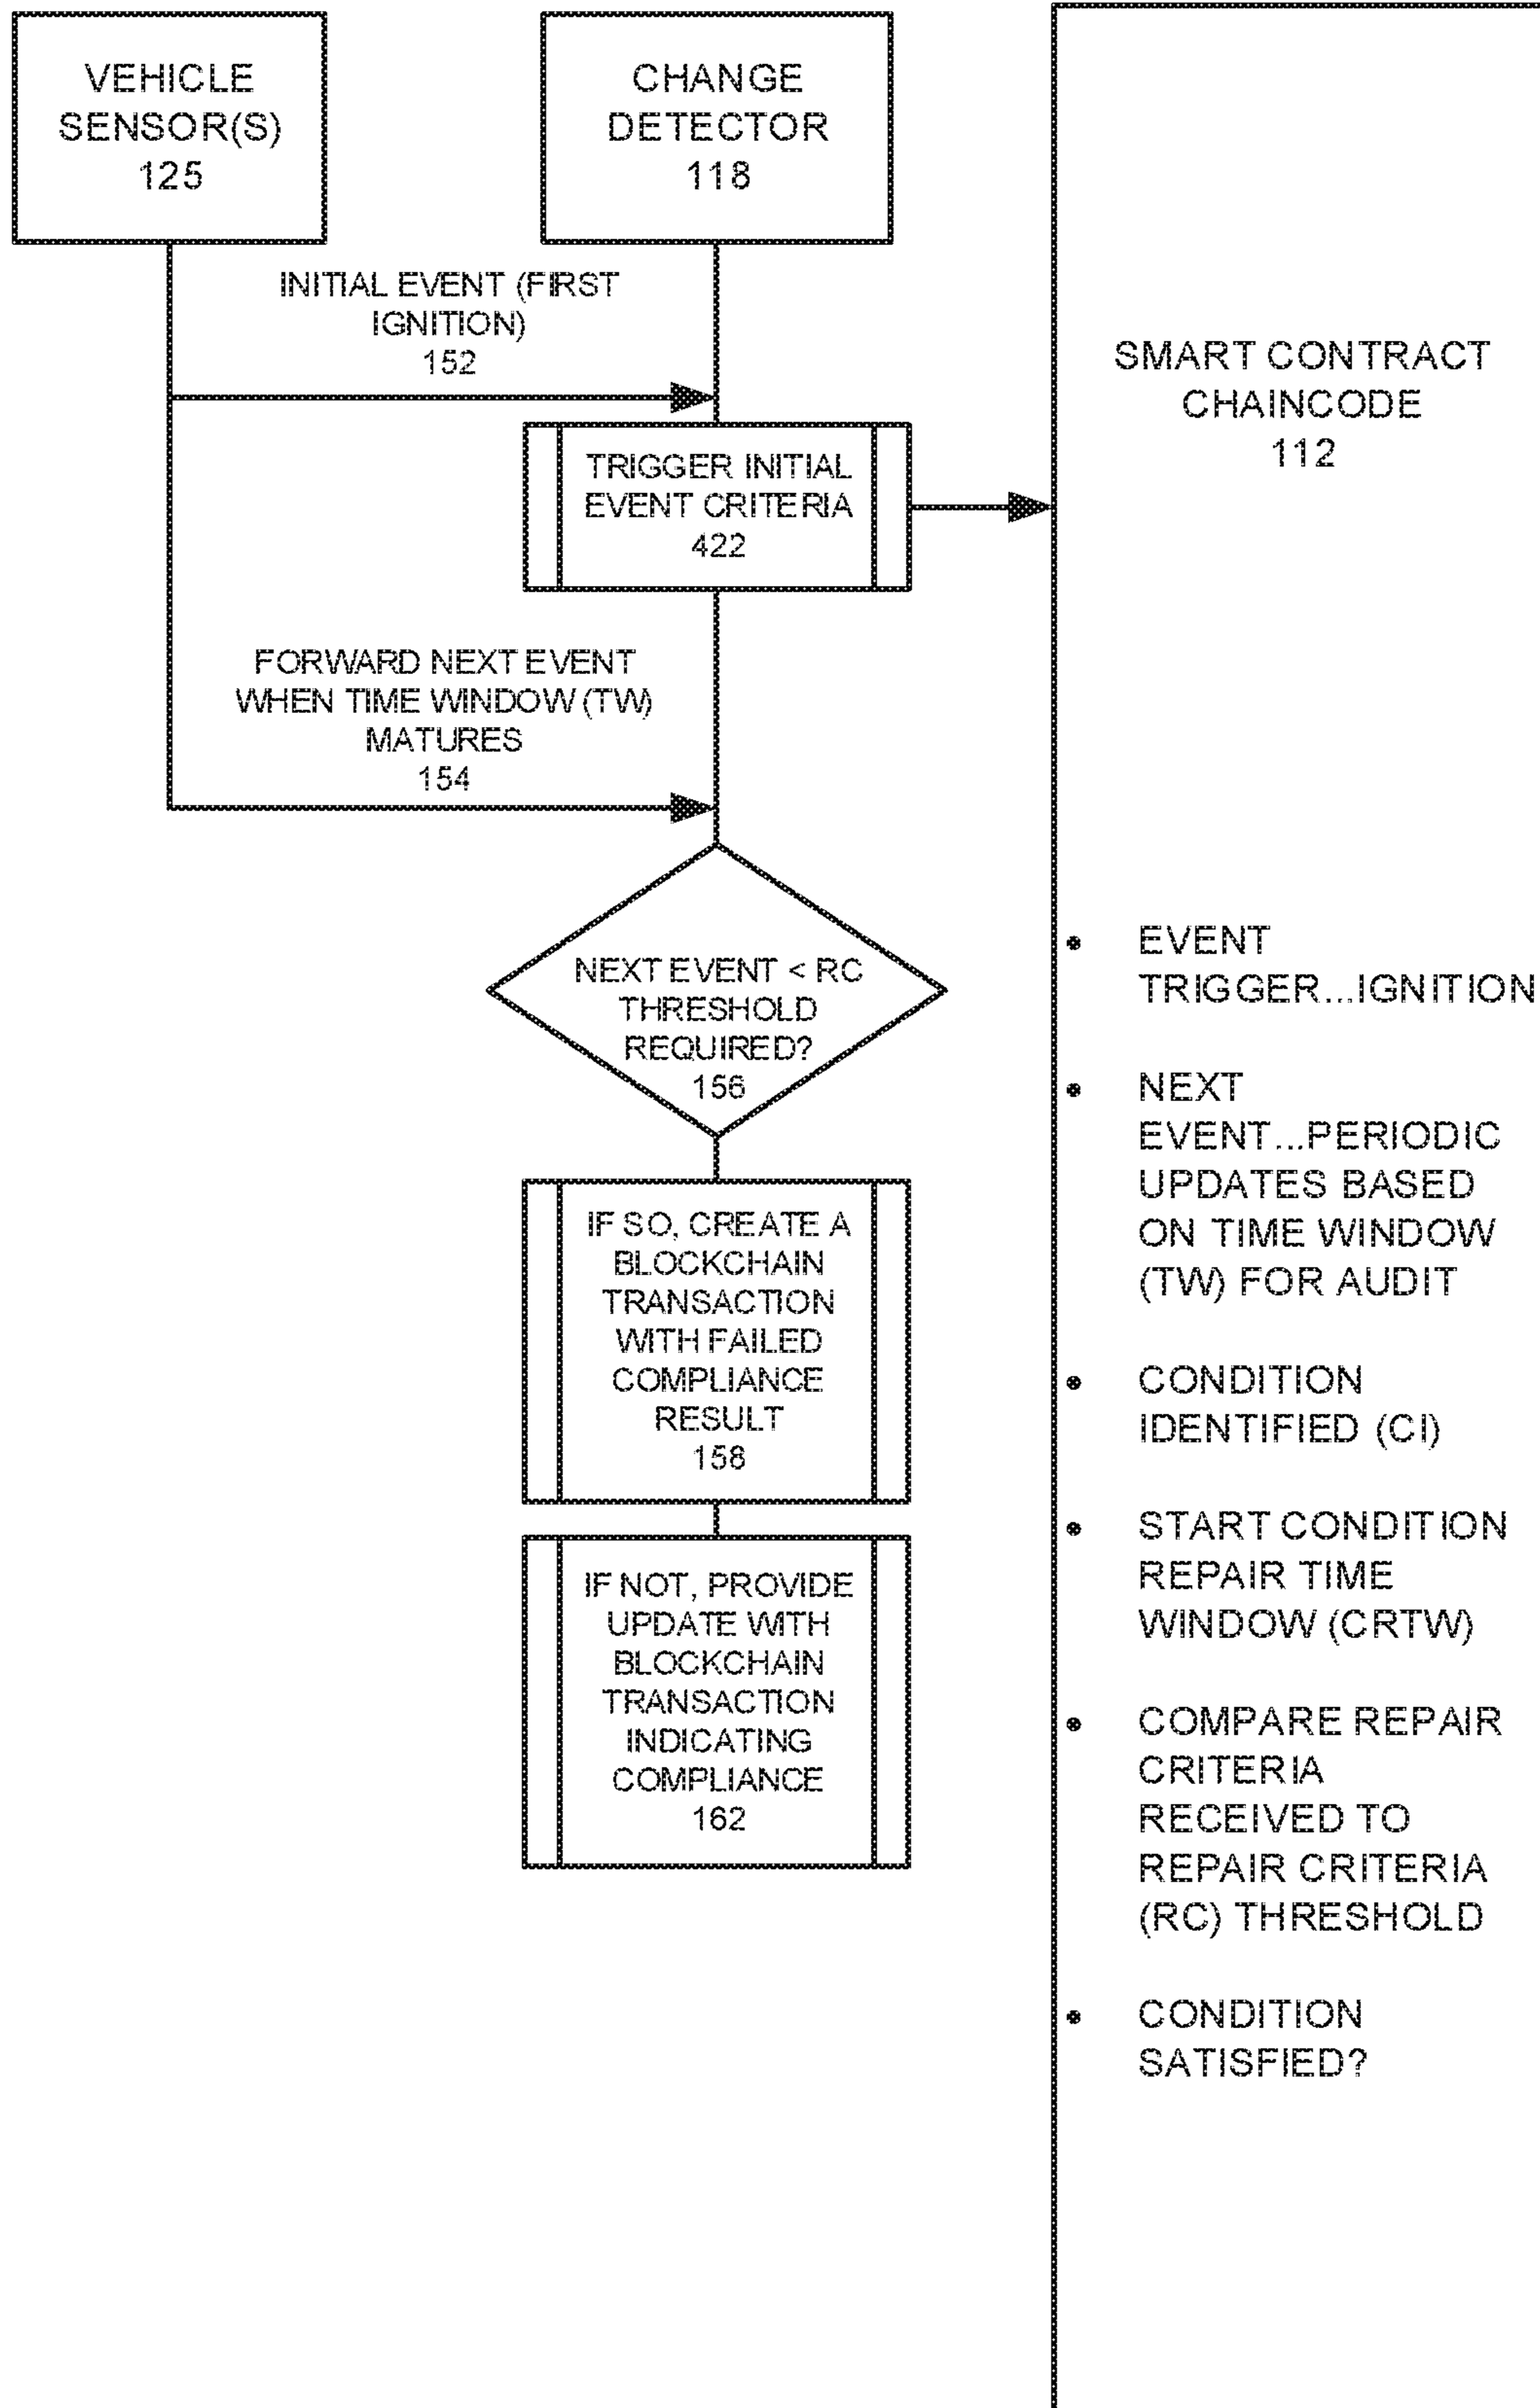 VEHICLE
SENSOR(S)
125
CHANGE
DETECTOR
118
INITIAL EVENT (FIRST
IGNITION)
152
SMART CONTRACT
CHAINCODE
112
TRIGGER INITIAL
EVENT CRITERIA
422
FORWARD NEXT EVENT
WHEN TIME WINDOW (TW)
MATURES
154
NEXT EVENT < RC
THRESHOLD
REQUIRED?
156
IF SO, CREATE A
BLOCKCHAIN
TRANSACTION
WITH FAILED
COMPLIANCE
RESULT
158
IF NOT, PROVIDE
UPDATE WITH
BLOCKCHAIN
TRANSACTION
INDICATING
COMPLIANCE
162
• EVENT
TRIGGER...IGNITION
• NEXT
EVENT...PERIODIC
UPDATES BASED
ON TIME WINDOW
(TW) FOR AUDIT
• CONDITION
IDENTIFIED (CI)
• START CONDITION
REPAIR TIME
WINDOW (CRTW)
• COMPARE REPAIR
CRITERIA
RECEIVED TO
REPAIR CRITERIA
(RC) THRESHOLD
• CONDITION
SATISFIED?